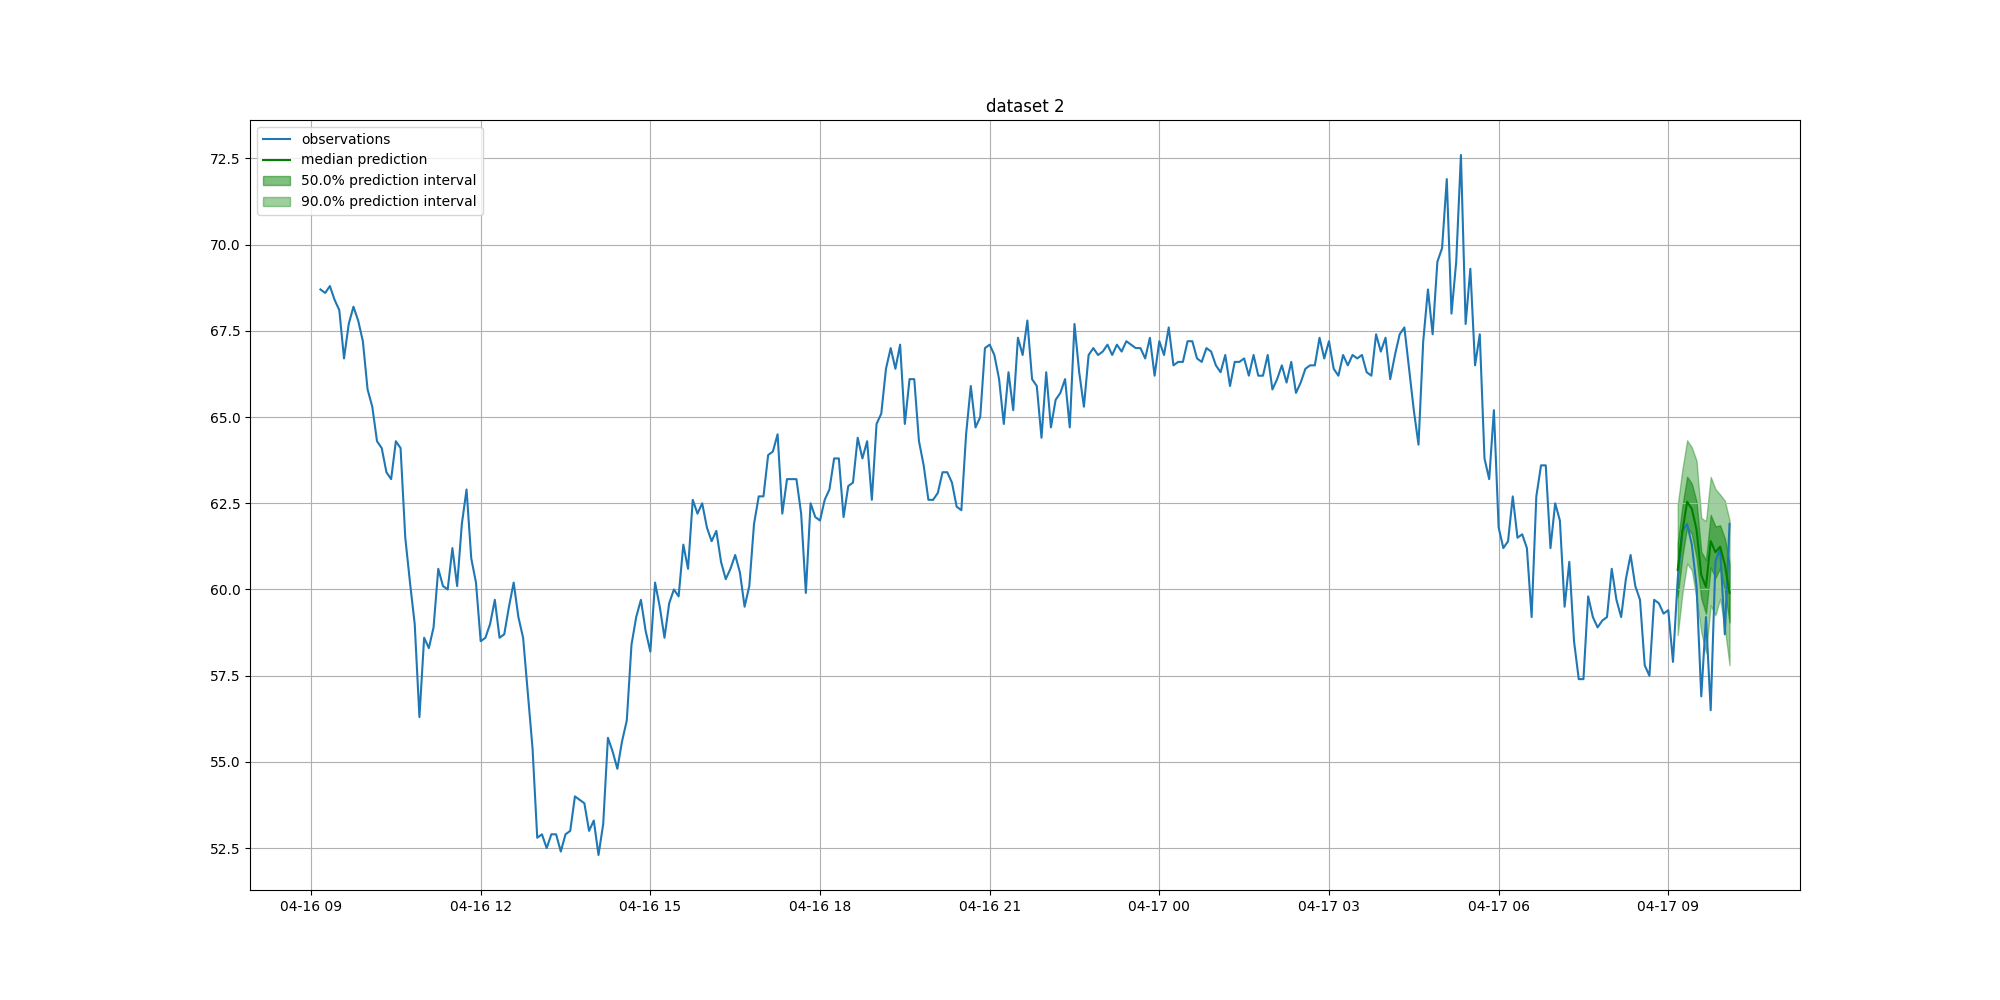 dataset 2
observations
median prediction
50.0% prediction interval
90.0% prediction interval
72.5
70.0
67.5
65.0
62.5
60.0
57.5
55.0
52.5
04-16 09 04-16 12 04-16 15 04-16 18 04-16 21 04-17 00 04-17 03 04-17 06 04-17 09